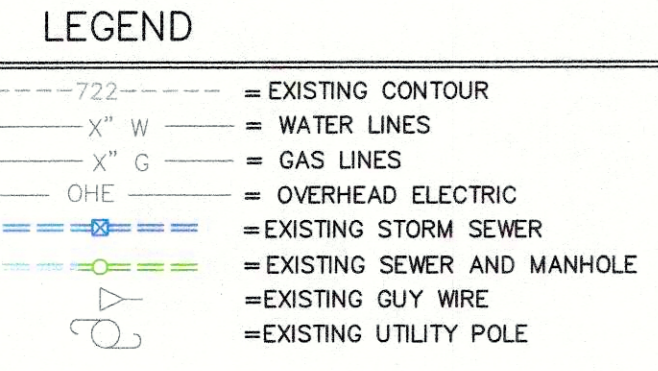 LEGEND
722 = EXISTING CONTOUR
X" W = WATER LINES
X" G = GAS LINES
OHE = OVERHEAD ELECTRIC
=EXISTING STORM SEWER
=EXISTING SEWER AND MANHOLE
=EXISTING GUY WIRE
=EXISTING UTILITY POLE